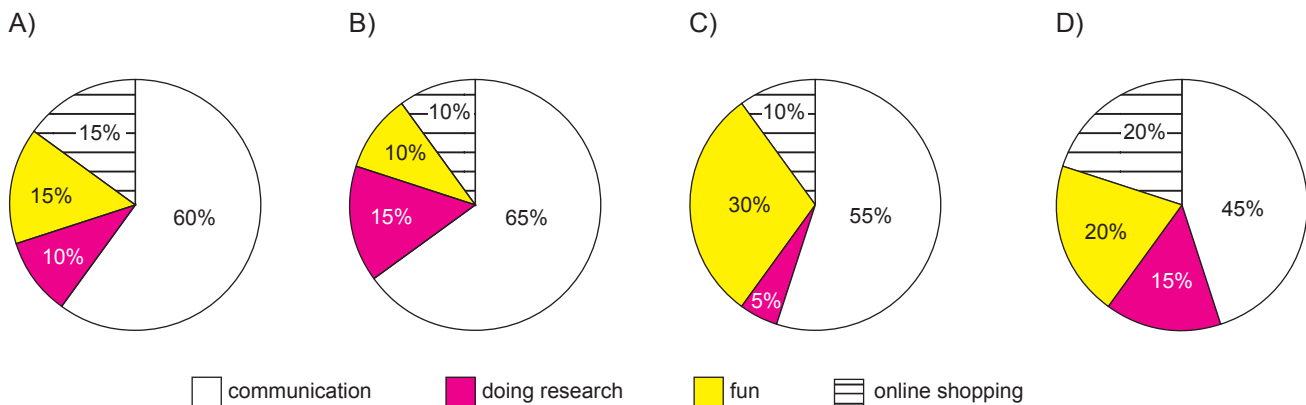 A) B) C) D)
15% 10% 10% 20%
15% 10% 30% 20%
60% 65% 55% 45%
10% 15% 5% 15%
communication doing research fun online shopping